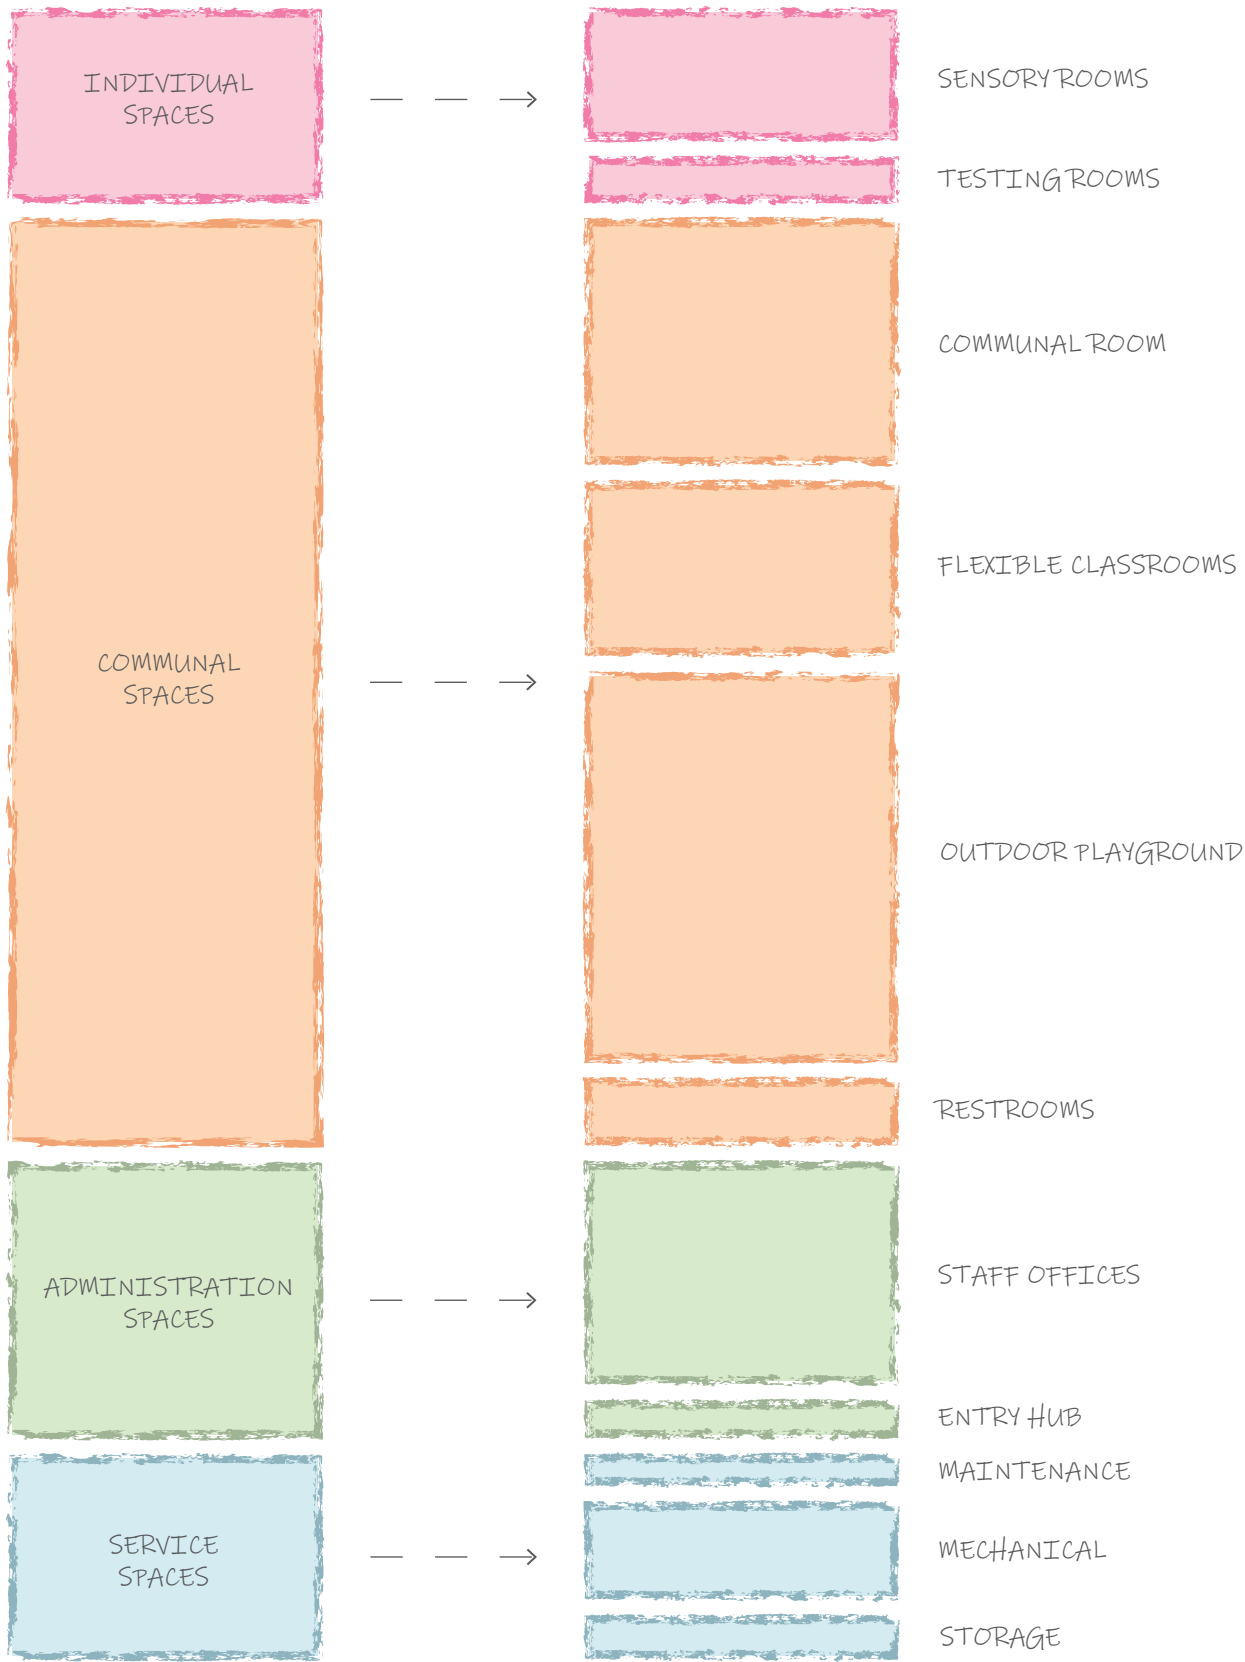 INDIVIDUAL
SPACES
SENSORY ROOMS
TESTING ROOMS
COMMUNAL
SPACES
COMMUNAL ROOM
FLEXIBLE CLASSROOMS
OUTDOOR PLAYGROUND
RESTROOMS
ADMINISTRATION
SPACES
STAFF OFFICES
ENTRY HUB
SERVICE
SPACES
MAINTENANCE
MECHANICAL
STORAGE